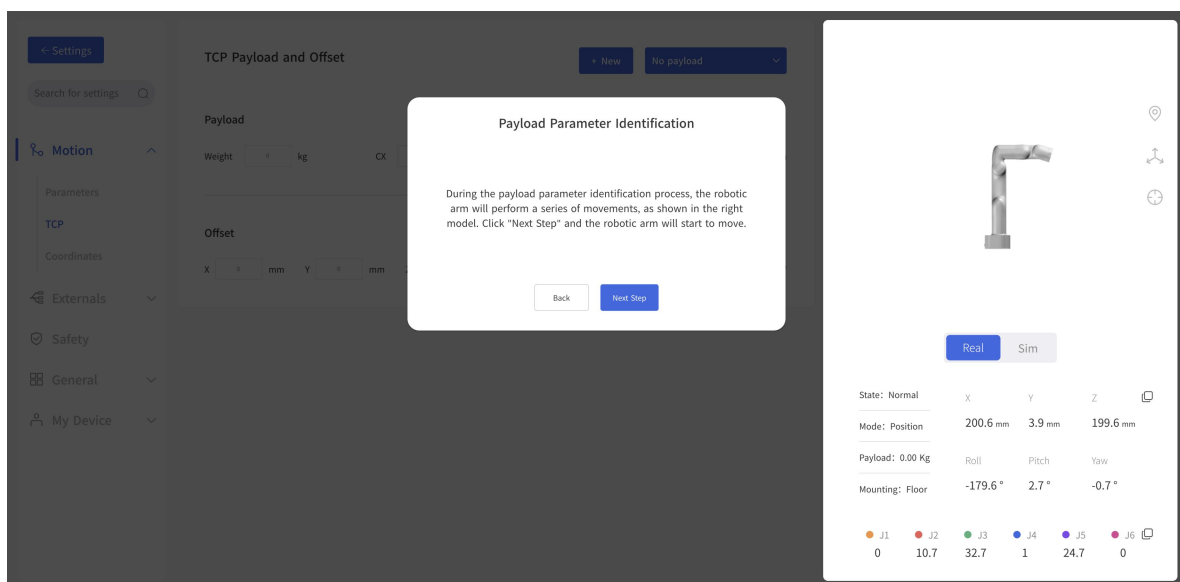 ← Settings
Search for settings
Motion
Parameters
TCP
Coordinates
Externals
Safety
General
My Device
TCP Payload and Offset
+ New
No payload
Payload
Weight 0 kg CX
Offset
X 0 mm Y 0 mm
Payload Parameter Identification
During the payload parameter identification process, the robotic
arm will perform a series of movements, as shown in the right
model. Click "Next Step" and the robotic arm will start to move.
Back
Next Step
Real Sim
State: Normal
Mode: Position
Payload: 0.00 Kg
Mounting: Floor
X Y Z
200.6 mm 3.9 mm 199.6 mm
Roll Pitch Yaw
-179.6 ° 2.7 ° -0.7 °
J1 J2 J3 J4 J5 J6
0 10.7 32.7 1 24.7 0